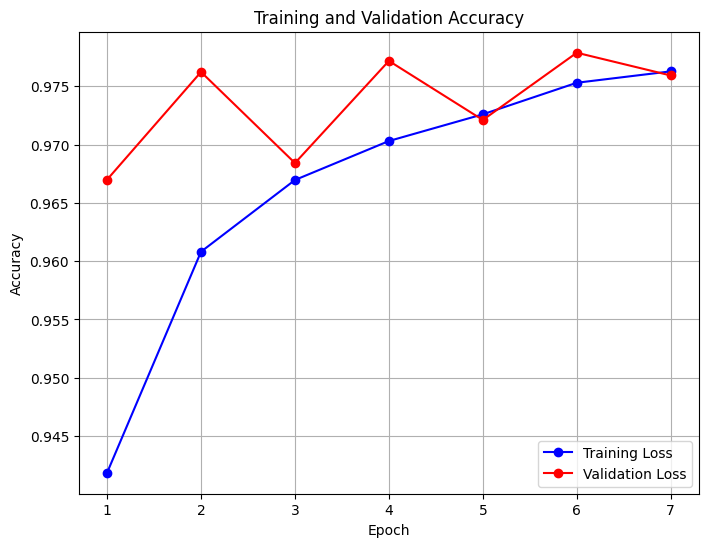 Training and Validation Accuracy
Accuracy
0.975
0.970
0.965
0.960
0.955
0.950
0.945
Training Loss
Validation Loss
1 2 3 4 5 6 7
Epoch